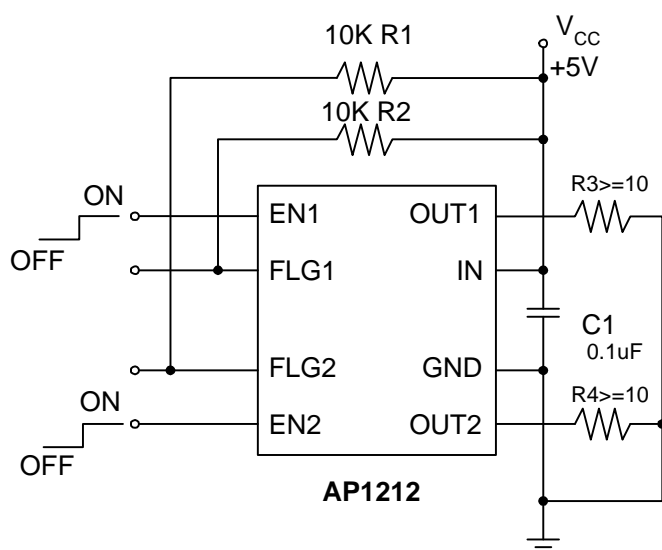 10K R1
V_CC
+5V
10K R2
R3>=10
ON
EN1
OUT1
OFF
FLG1
IN
C1
0.1uF
FLG2
GND
R4>=10
ON
EN2
OUT2
OFF
AP1212